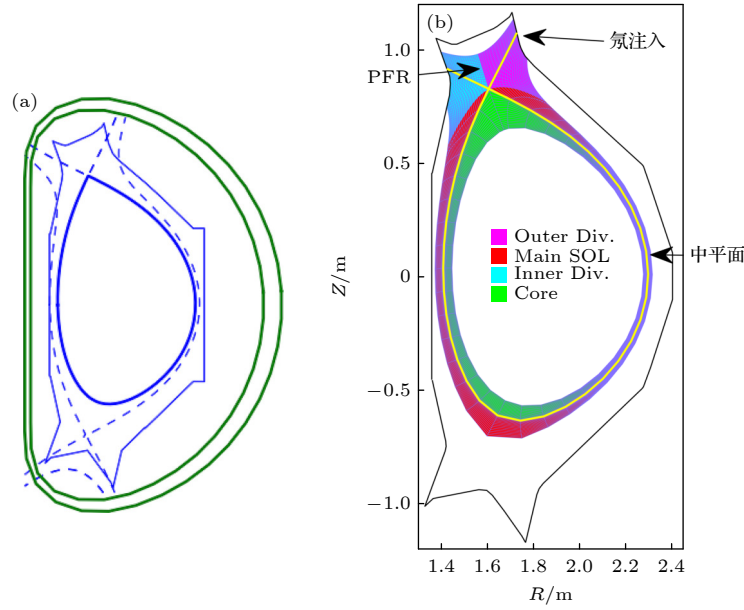 (a)
(b)
氖注入
PFR
中平面
Outer Div.
Main SOL
Inner Div.
Core
Z/m
1.0
0.5
0
−0.5
−1.0
1.4 1.6 1.8 2.0 2.2 2.4
R/m